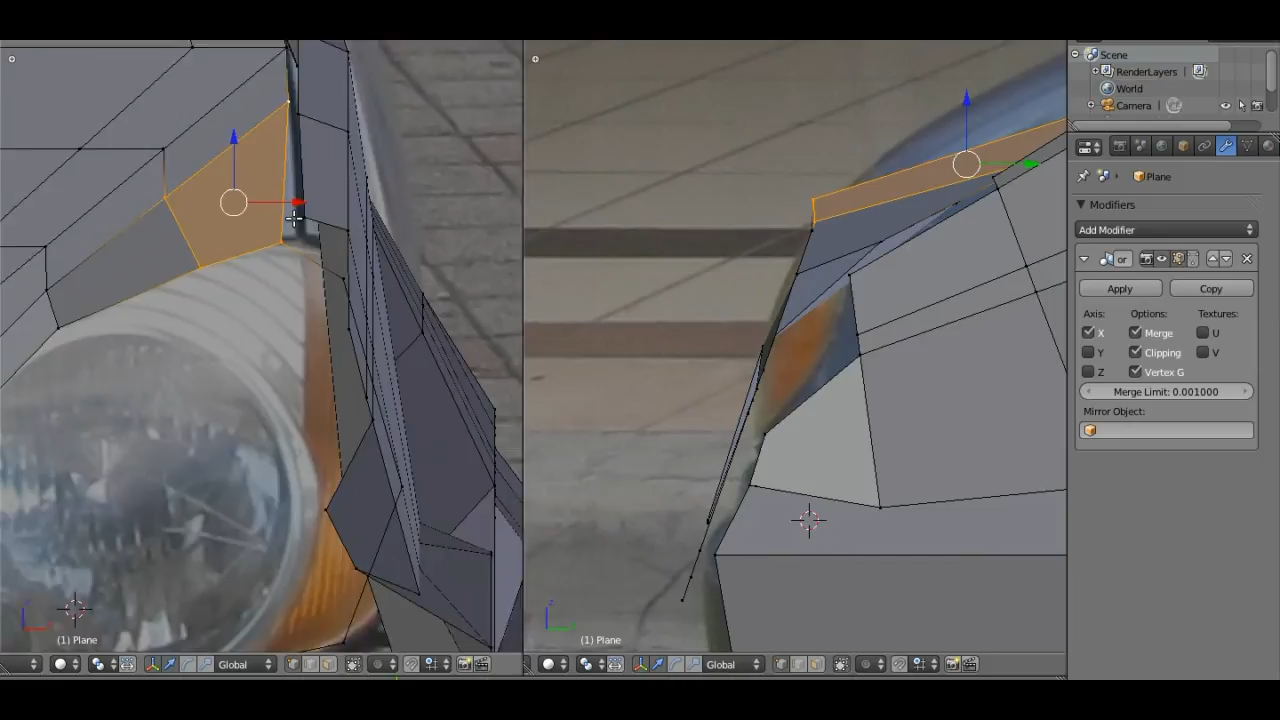 Scene
RenderLayers
World
Camera
Plane
Modifiers
Add Modifier
or
Apply
Copy
Axis:
Options:
Textures:
X
Merge
U
Y
Clipping
V
Z
Vertex G
Merge Limit: 0.001000
Mirror Object:
(1) Plane
(1) Plane
Global
Global